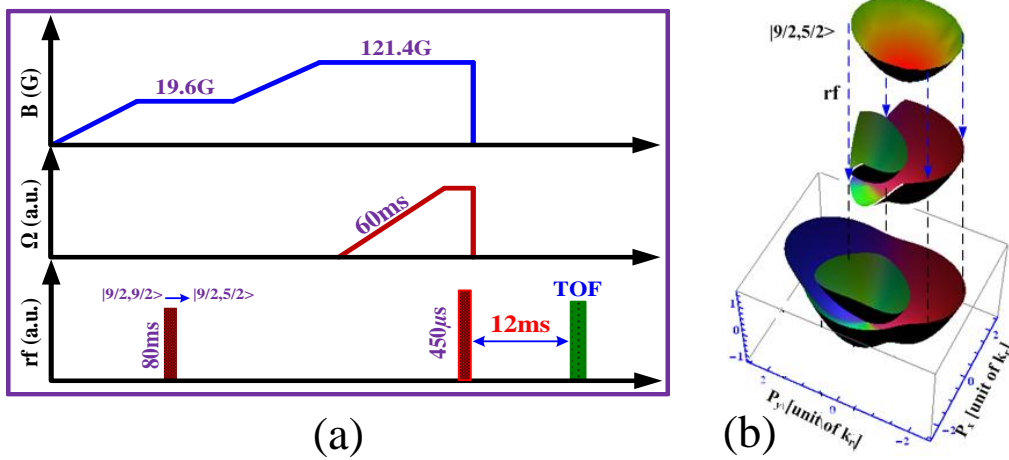 121.4G
19.6G
B (G)
Ω (a.u.)
60ms
|9/2,9/2> → |9/2,5/2>
TOF
rf (a.u.)
80ms
450μs
12ms
(a)
|9/2,5/2>
rf
1
0
-1
2
0
-2
P_y [unit of k_r]
2
0
-2
P_x [unit of k_r]
(b)